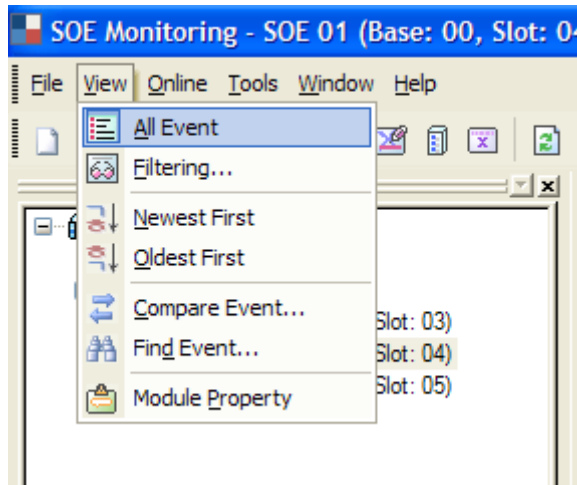 SOE Monitoring - SOE 01 (Base: 00, Slot: 04
File View Online Tools Window Help
All Event
Filtering...
Newest First
Oldest First
Compare Event...
Slot: 03)
Find Event...
Slot: 04)
Slot: 05)
Module Property